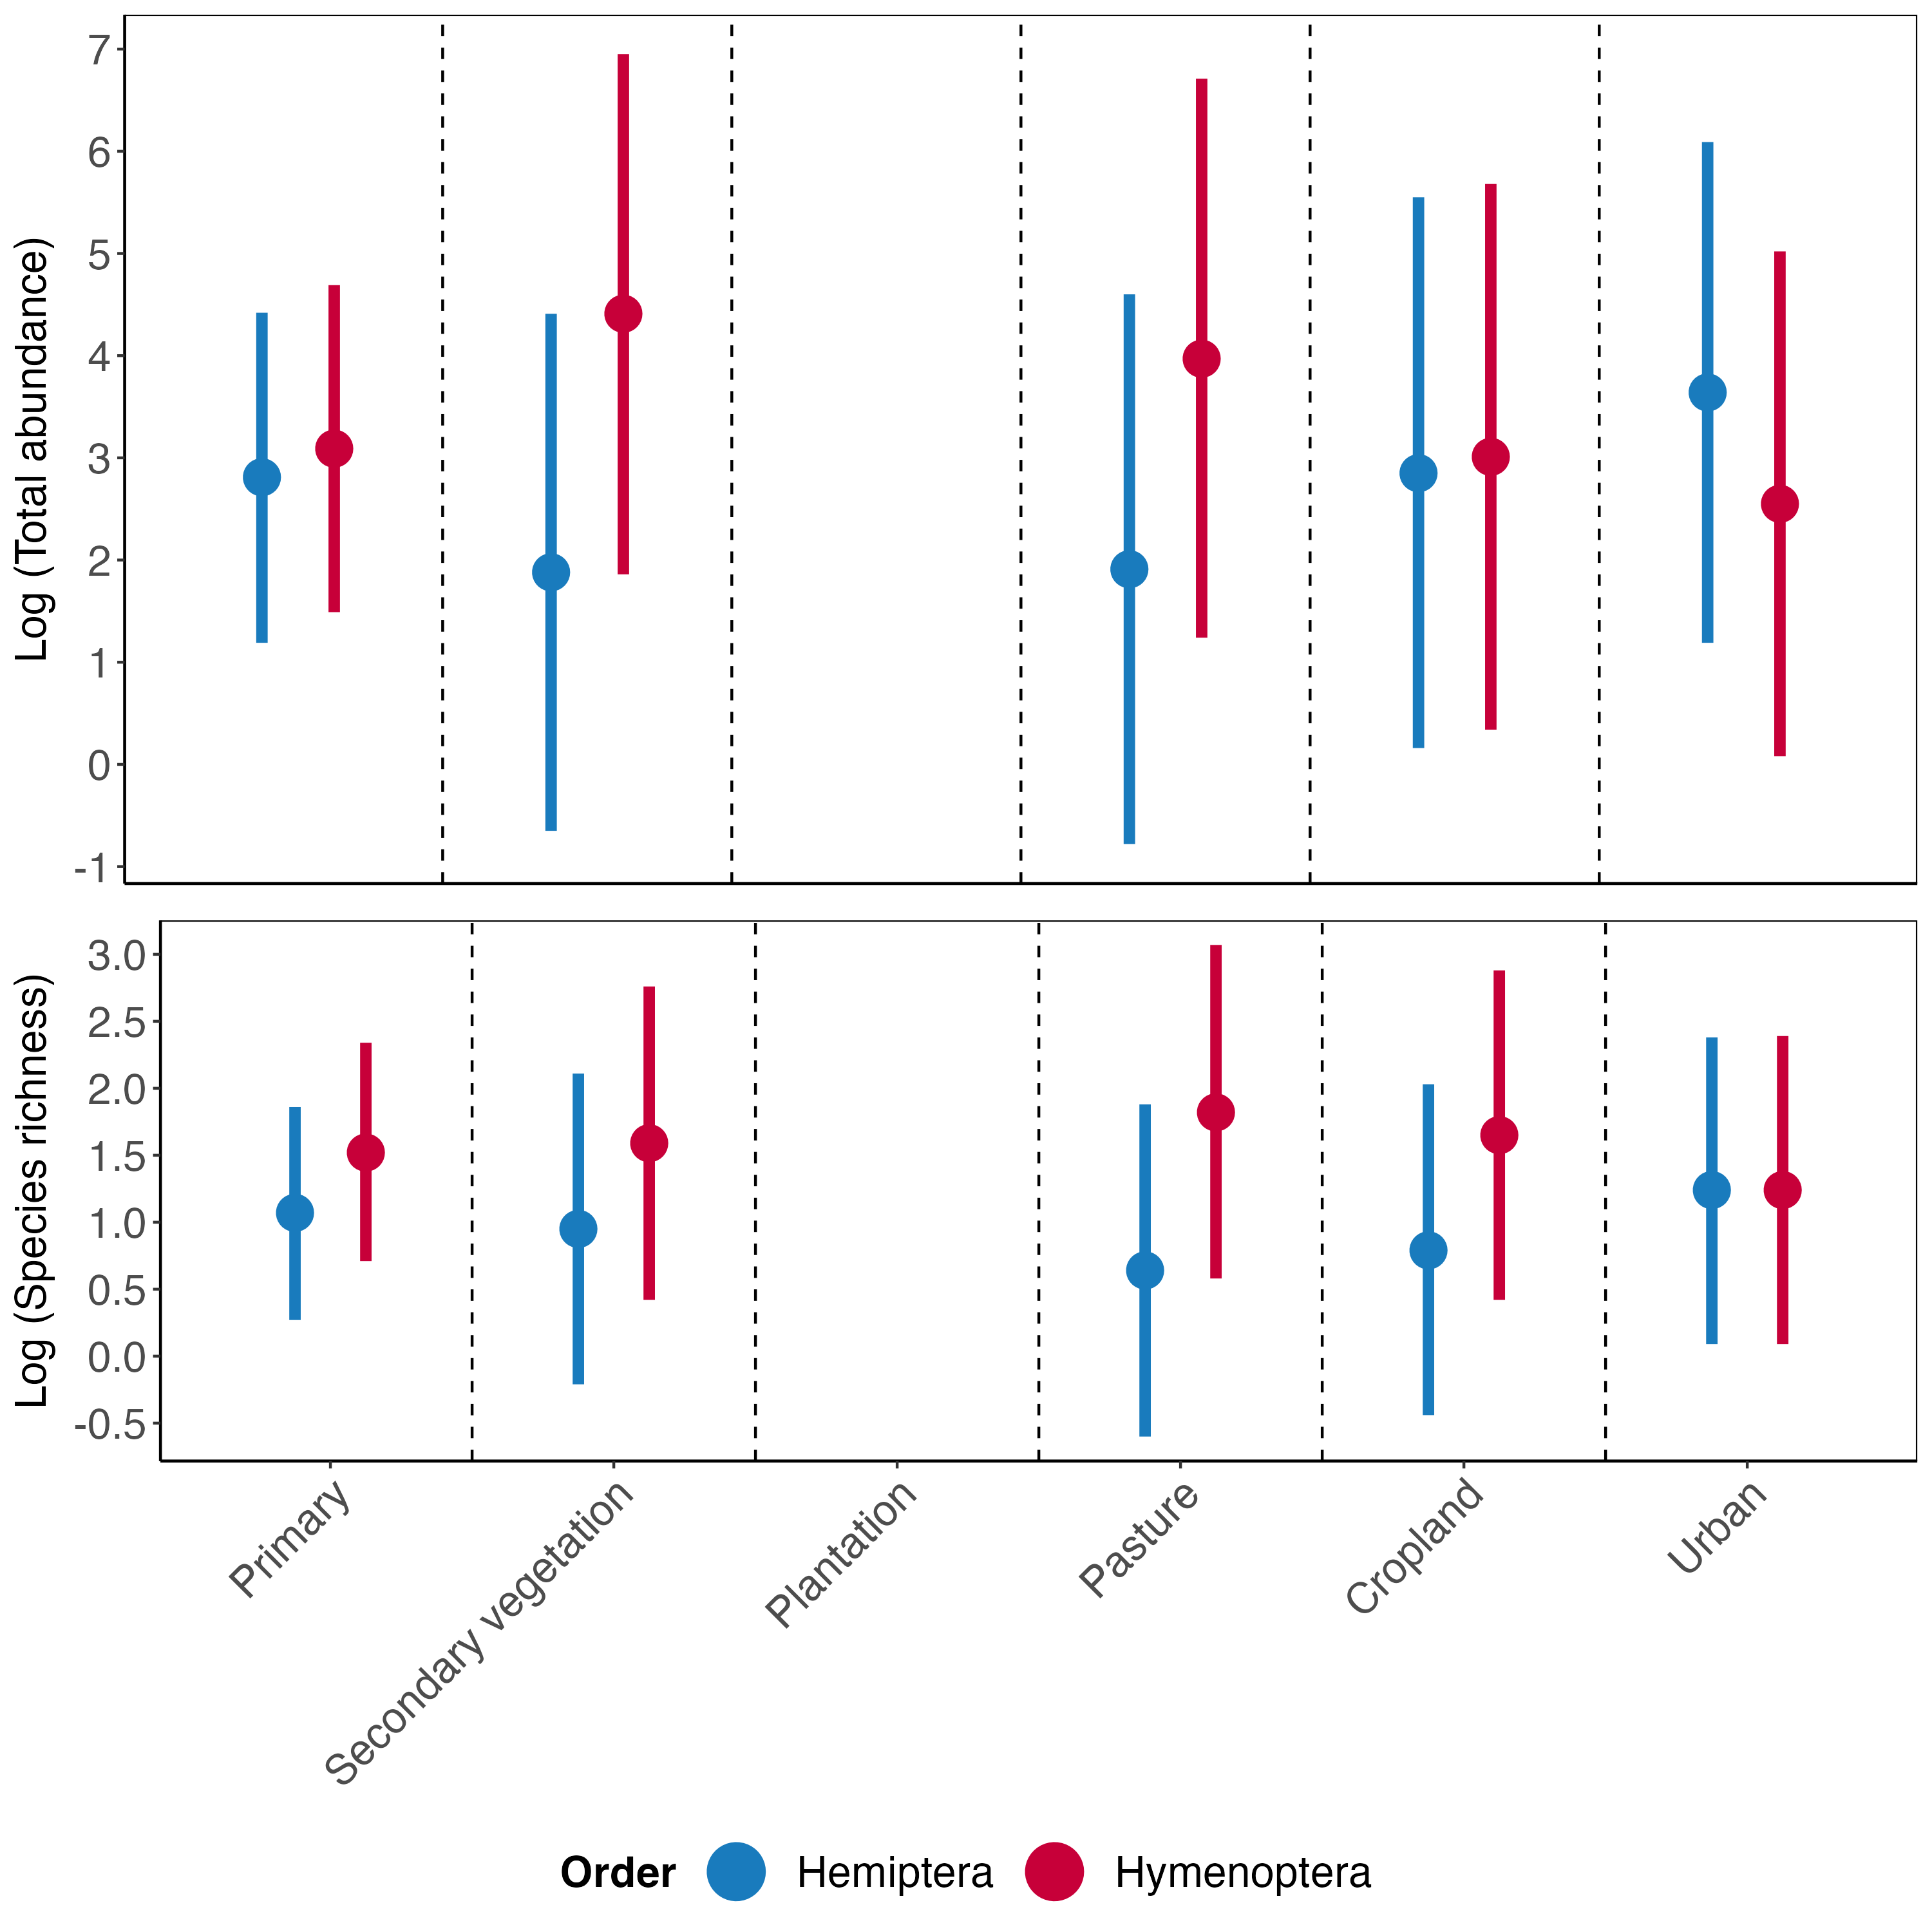 Log (Total abundance)
7
6
5
4
3
2
1
0
-1
Log (Species richness)
3.0
2.5
2.0
1.5
1.0
0.5
0.0
-0.5
Primary
Secondary vegetation
Plantation
Pasture
Cropland
Urban
Order Hemiptera Hymenoptera